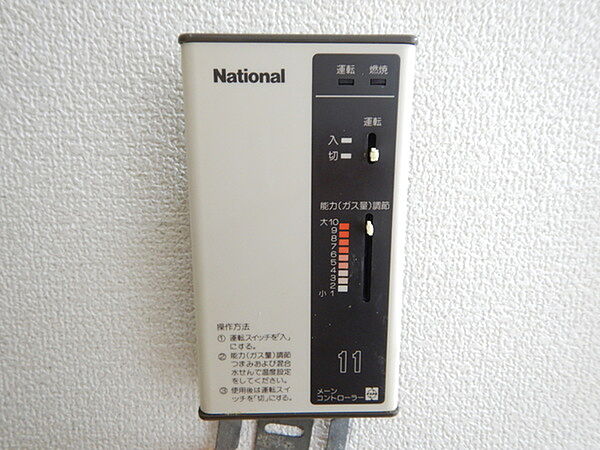 National
運転 燃焼
運転
入
切
能力(ガス量)調節
大10
9
8
7
6
5
4
3
2
小1
操作方法
① 運転スイッチを「入」
にする。
② 能力(ガス量)調節
つまみおよび混合
水せんで温度設定
をしてください。
③ 使用後は運転スイ
ッチを「切」にする。
11
メーン
コントローラー